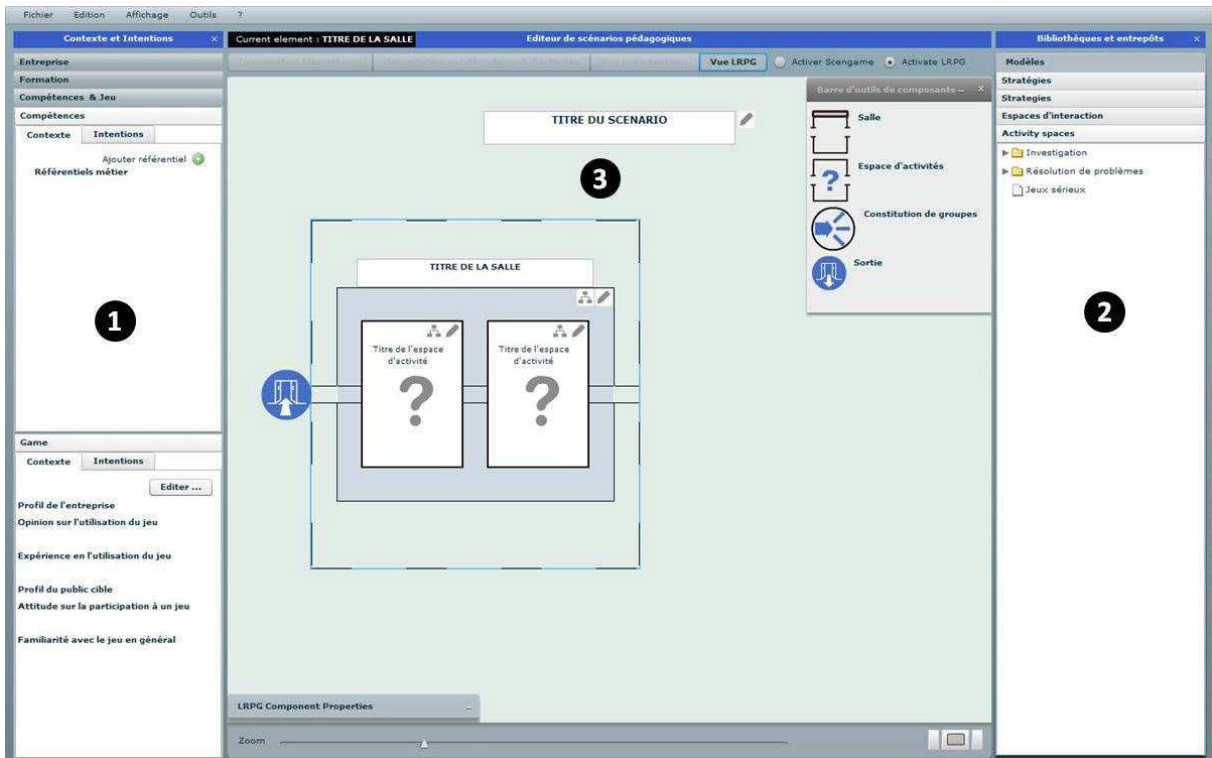 Fichier Edition Affichage Outils ?
Contexte et Intentions ×
Entreprise
Formation
Compétences & Jeu
Compétences
Contexte Intentions
Ajouter référentiel
Référentiels métier
1
Game
Contexte Intentions
Editer ...
Profil de l'entreprise
Opinion sur l'utilisation du jeu
Expérience en l'utilisation du jeu
Profil du public cible
Attitude sur la participation à un jeu
Familiarité avec le jeu en général
Current element : TITRE DE LA SALLE
Editeur de scénarios pédagogiques
Vue LRPG Activer Scengame Activate LRPG
TITRE DU SCENARIO
3
TITRE DE LA SALLE
Titre de l'espace
d'activité
?
Titre de l'espace
d'activité
?
Barre d'outils de composants – ×
Salle
Espace d'activités
?
Constitution de groupes
Sortie
LRPG Component Properties –
Zoom
Bibliothèques et entrepôts ×
Modèles
Stratégies
Strategies
Espaces d'interaction
Activity spaces
Investigation
Résolution de problèmes
Jeux sérieux
2